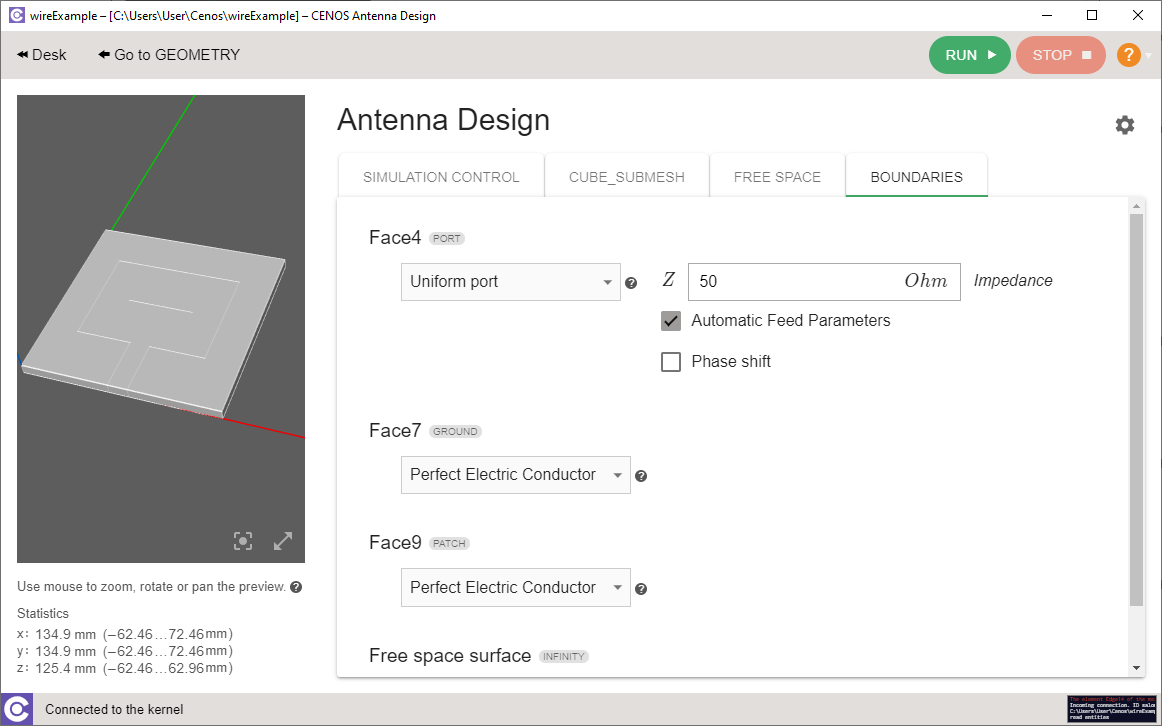 wireExample – [C:\Users\User\Cenos\wireExample] – CENOS Antenna Design
Desk
Go to GEOMETRY
RUN
STOP
?
Antenna Design
SIMULATION CONTROL
CUBE_SUBMESH
FREE SPACE
BOUNDARIES
Face4 PORT
Uniform port
?
Z
50 Ohm
Impedance
Automatic Feed Parameters
Phase shift
Face7 GROUND
Perfect Electric Conductor
?
Face9 PATCH
Perfect Electric Conductor
?
Free space surface INFINITY
Use mouse to zoom, rotate or pan the preview. ?
Statistics
x: 134.9 mm (−62.46…72.46mm)
y: 134.9 mm (−62.46…72.46mm)
z: 125.4 mm (−62.46…62.96mm)
Connected to the kernel
Incoming connection. ID
C:\Users\User\Cenos\wireExam
read entities